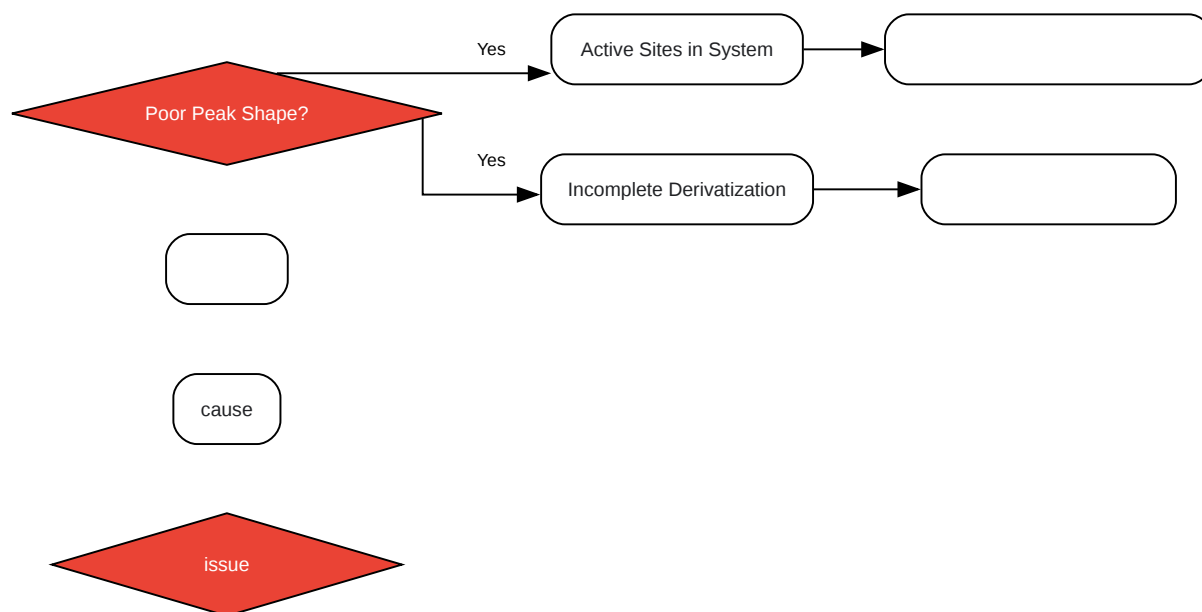 Yes
Active Sites in System
Poor Peak Shape?
Yes
Incomplete Derivatization
cause
issue